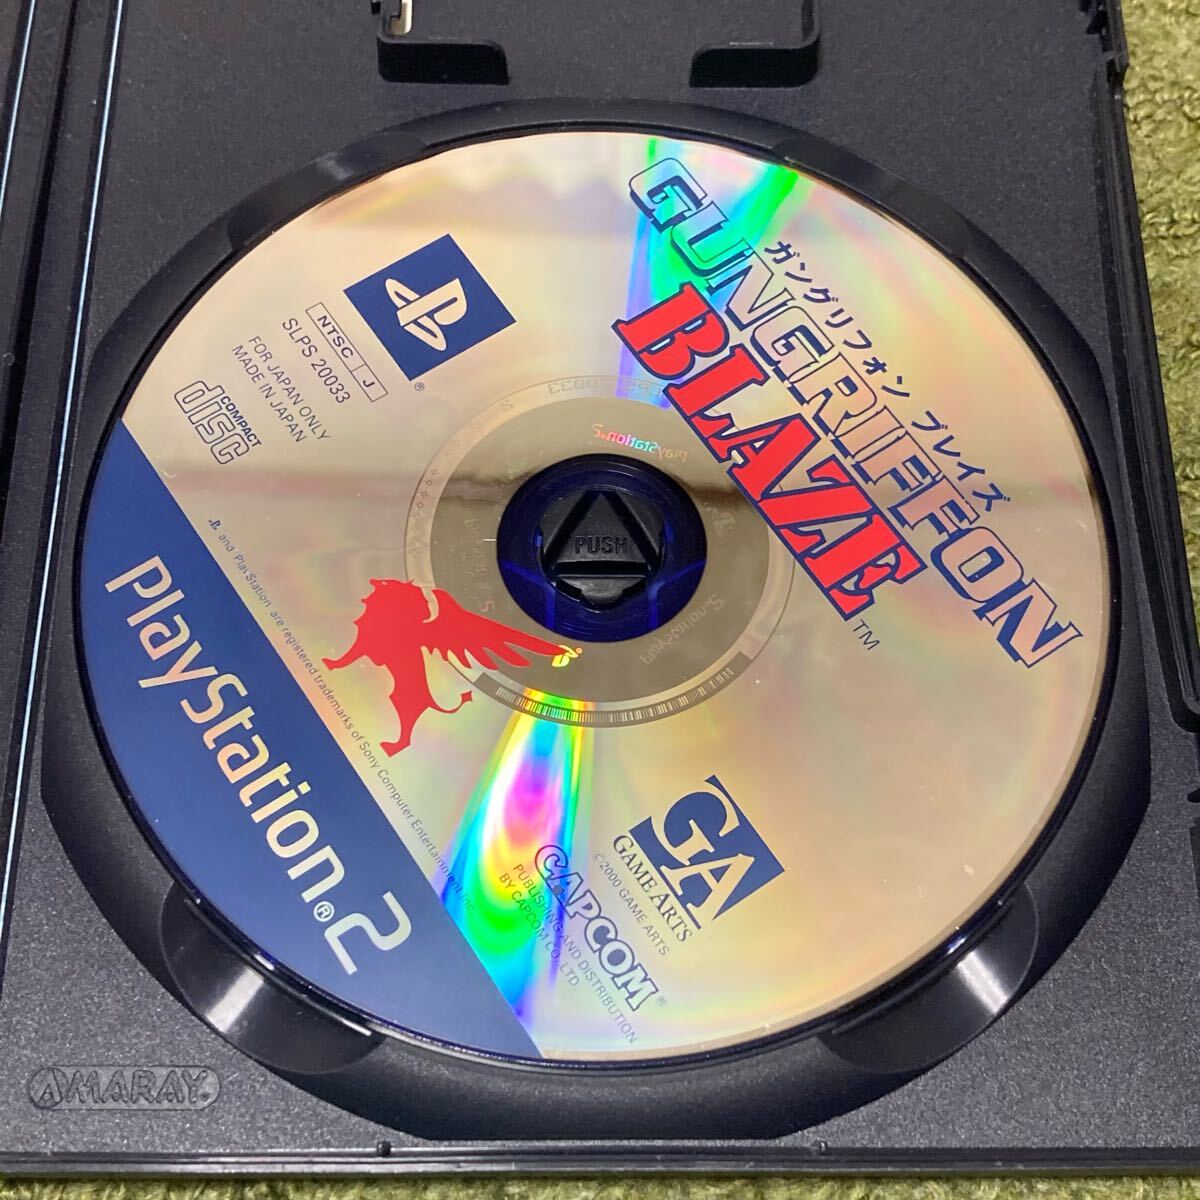 GUNGRIFFON
ガングリフォン ブレイズ
BLAZE™
NTSC J
SLPS 20033
FOR JAPAN ONLY
MADE IN JAPAN
COMPACT
disc
PUSH
and PlayStation are registered trademarks of Sony Computer Entertainment Inc.
PlayStation®2
GA
GAME ARTS
©2000 GAME ARTS
CAPCOM®
PUBLISHING AND DISTRIBUTION
BY CAPCOM CO., LTD
AMARAY®